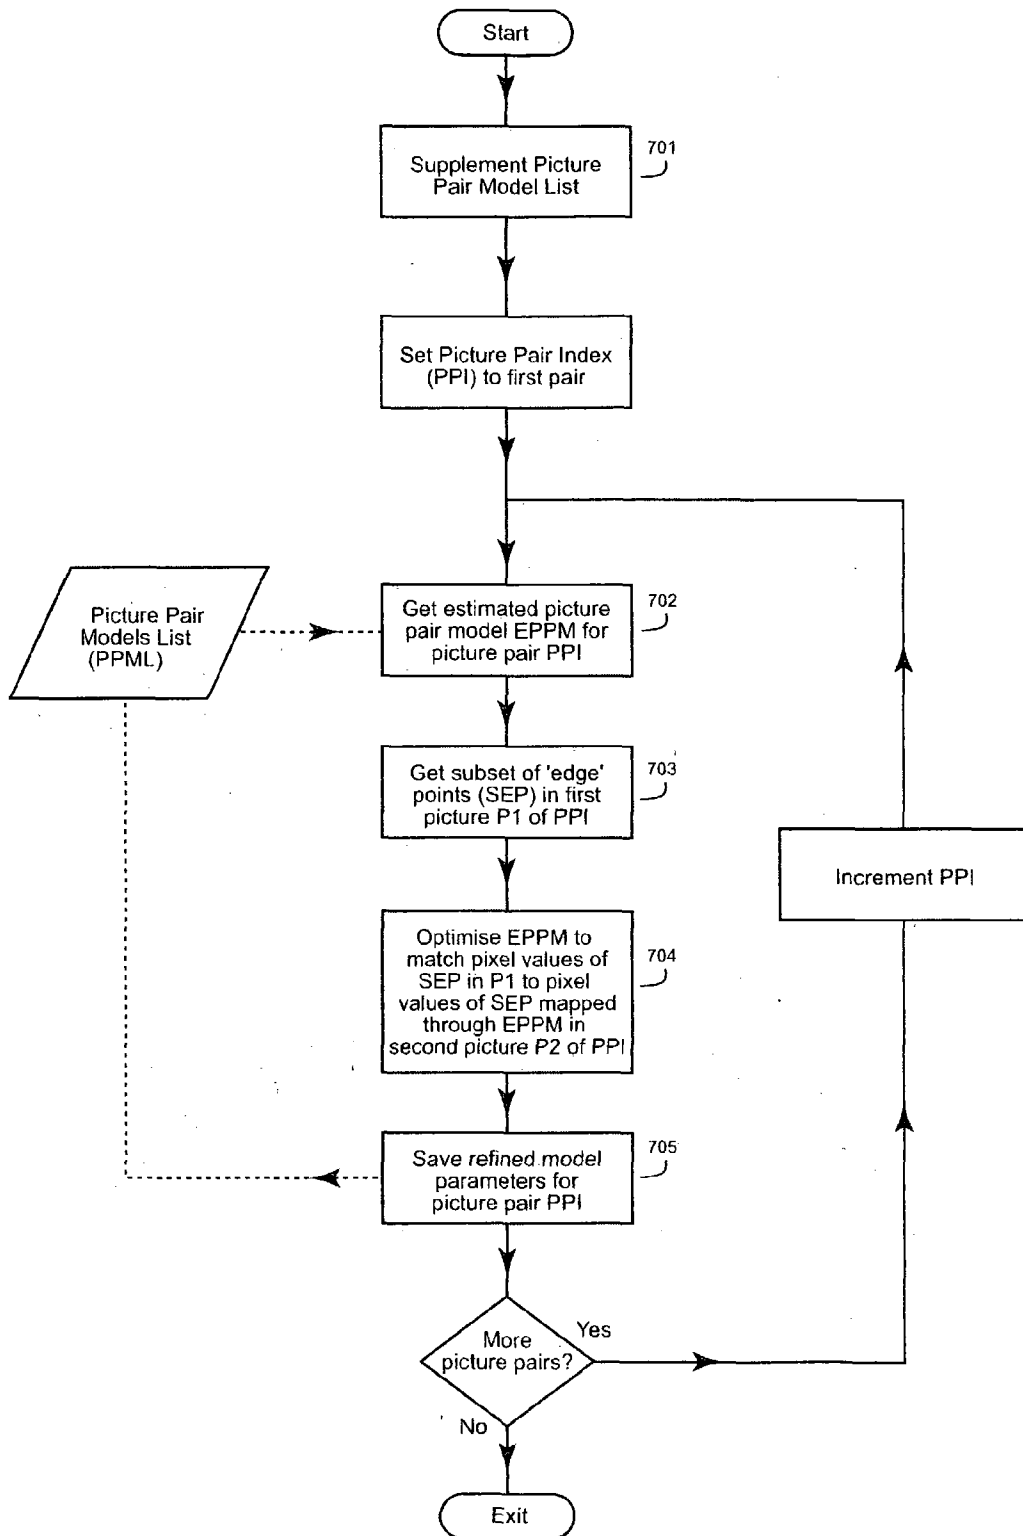 Start
Supplement Picture
Pair Model List
701
Set Picture Pair Index
(PPI) to first pair
Picture Pair
Models List
(PPML)
Get estimated picture
pair model EPPM for
picture pair PPI
702
Get subset of 'edge'
points (SEP) in first
picture P1 of PPI
703
Increment PPI
Optimise EPPM to
match pixel values of
SEP in P1 to pixel
values of SEP mapped
through EPPM in
second picture P2 of PPI
704
Save refined model
parameters for
picture pair PPI
705
More
picture pairs?
Yes
No
Exit